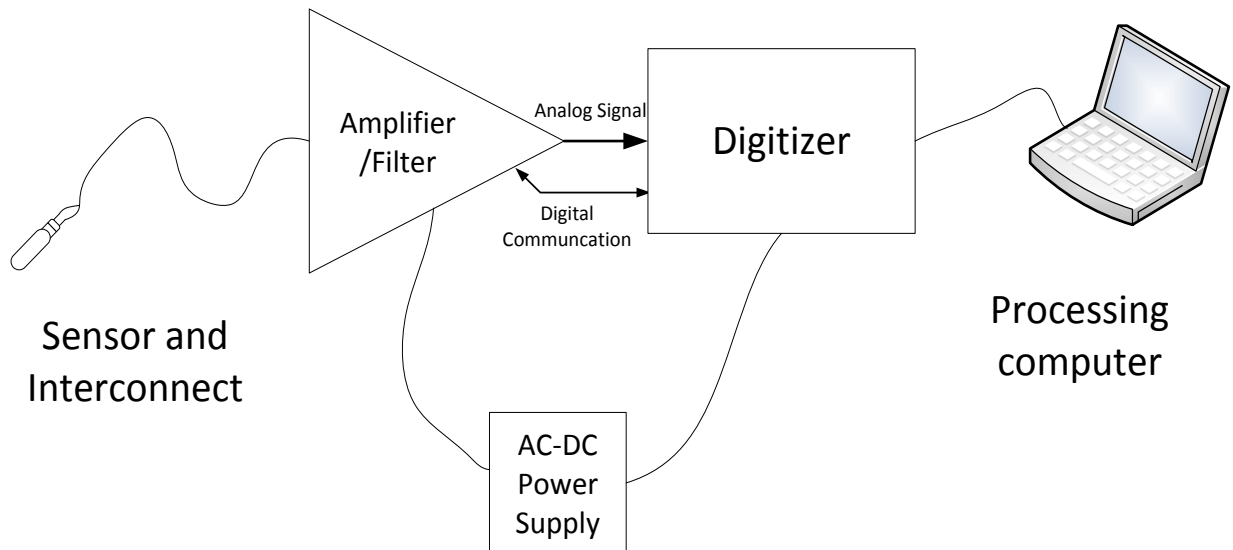 Amplifier
/Filter
Analog Signal
Digitizer
Digital
Communcation
Sensor and
Interconnect
Processing
computer
AC-DC
Power
Supply